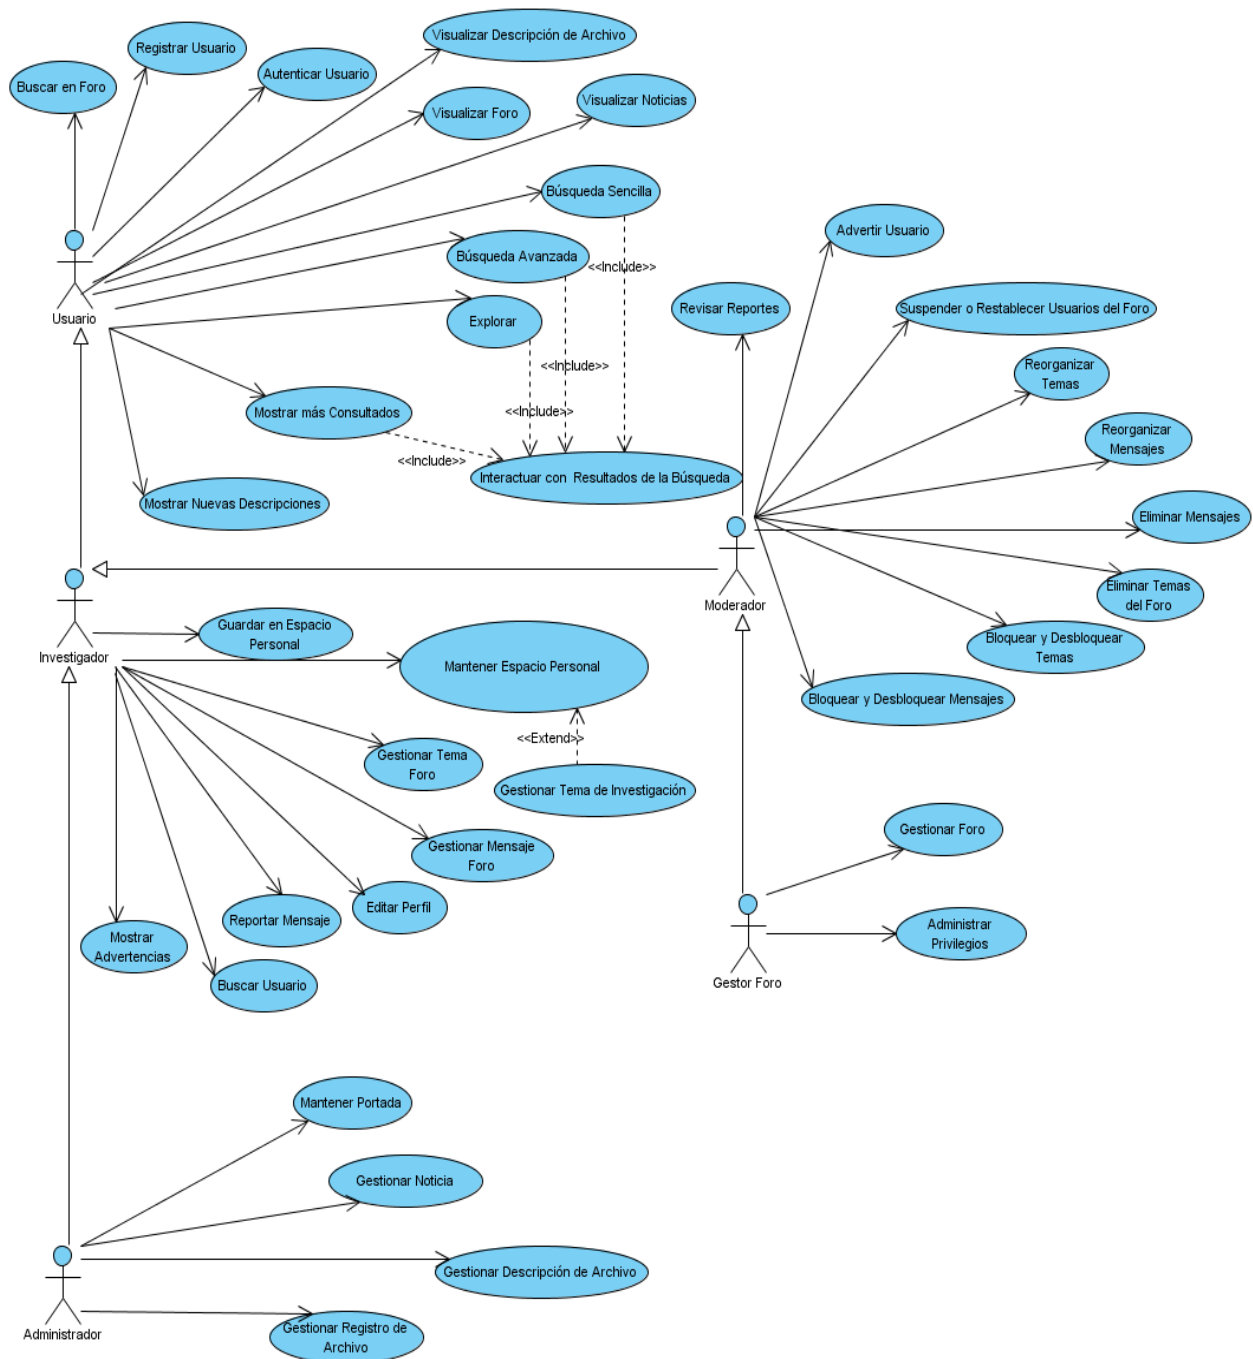 Visualizar Descripción de Archivo
Registrar Usuario
Autenticar Usuario
Buscar en Foro
Visualizar Noticias
Visualizar Foro
Búsqueda Sencilla
Advertir Usuario
Búsqueda Avanzada
<<Include>>
Usuario
Explorar
Revisar Reportes
Suspender o Restablecer Usuarios del Foro
<<Include>>
Reorganizar
Temas
Mostrar más Consultados
<<Include>>
Reorganizar
Mensajes
<<Include>>
Interactuar con Resultados de la Búsqueda
Mostrar Nuevas Descripciones
Eliminar Mensajes
Eliminar Temas
del Foro
Moderador
Guardar en Espacio
Personal
Bloquear y Desbloquear
Temas
Investigador
Mantener Espacio Personal
Bloquear y Desbloquear Mensajes
<<Extend>>
Gestionar Tema
Foro
Gestionar Tema de Investigación
Gestionar Foro
Gestionar Mensaje
Foro
Editar Perfil
Reportar Mensaje
Administrar
Privilegios
Mostrar
Advertencias
Buscar Usuario
Gestor Foro
Mantener Portada
Gestionar Noticia
Gestionar Descripción de Archivo
Administrador
Gestionar Registro de
Archivo